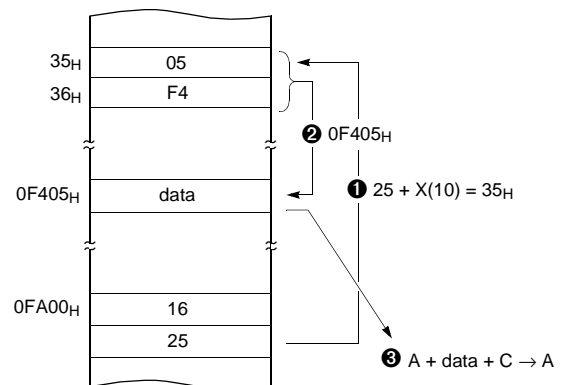 35H 05
36H F4
❷ 0F405H
❶ 25 + X(10) = 35H
0F405H data
0FA00H 16
25
❸ A + data + C → A